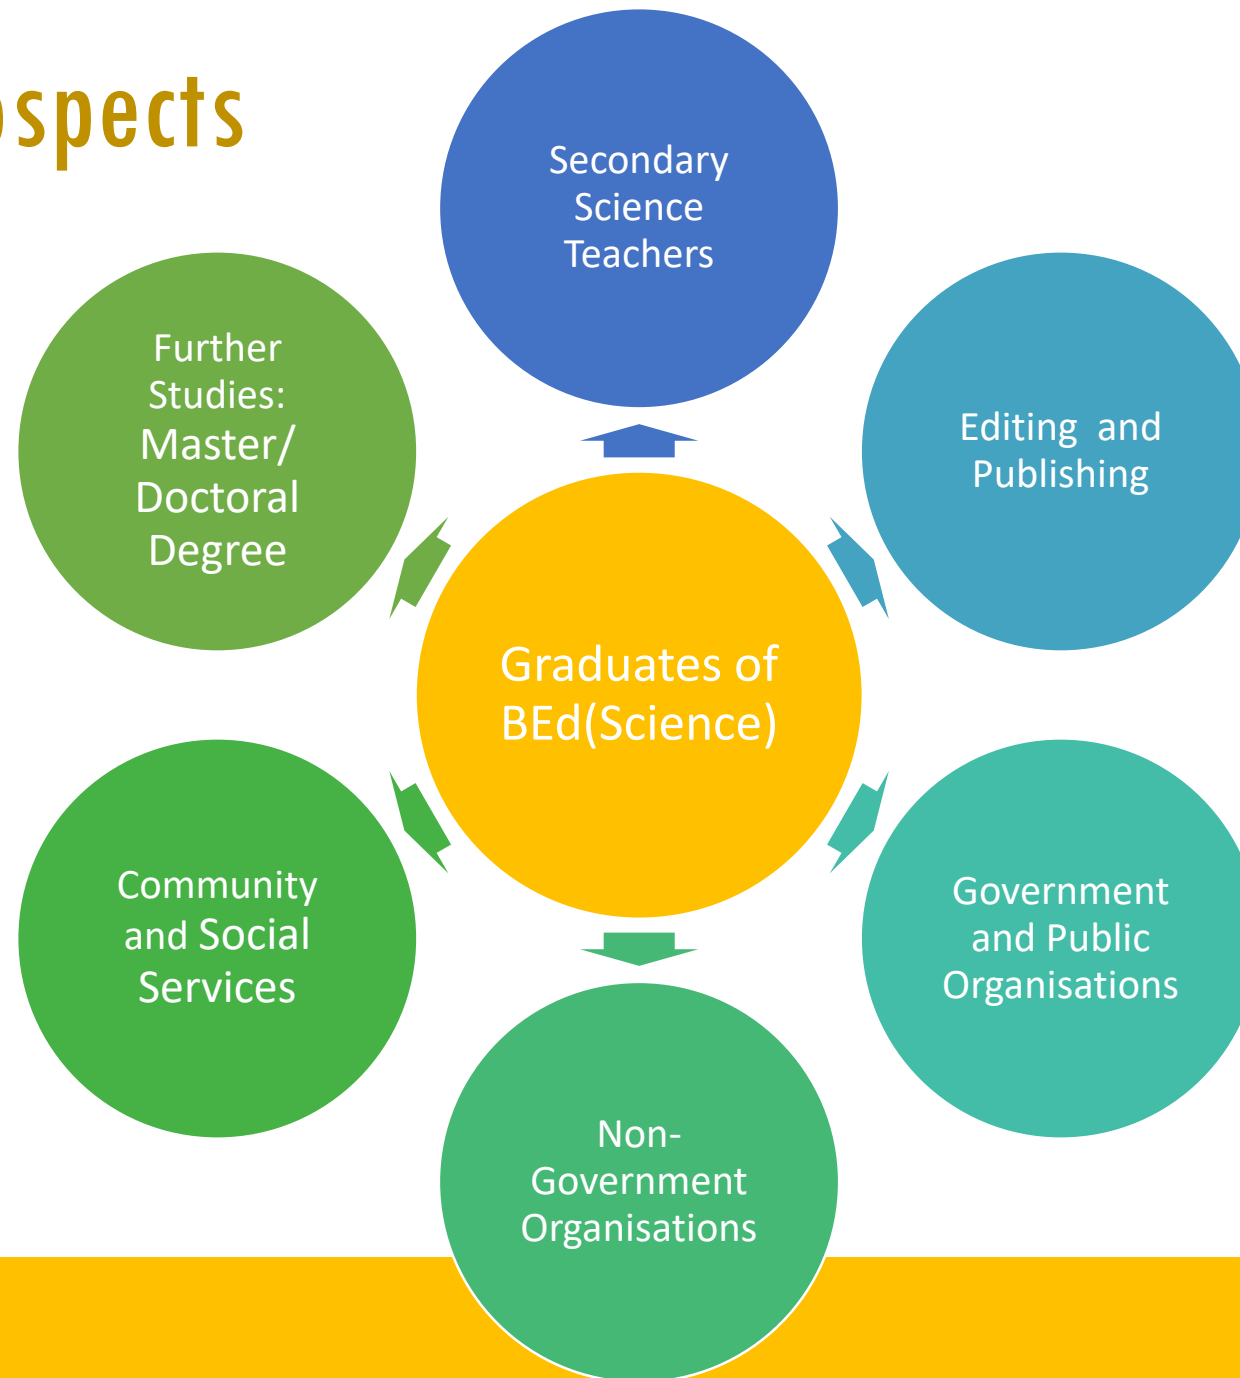 ospects
Secondary
Science
Teachers
Editing and
Publishing
Government
and Public
Organisations
Non-
Government
Organisations
Community
and Social
Services
Further
Studies:
Master/
Doctoral
Degree
Graduates of
BEd(Science)